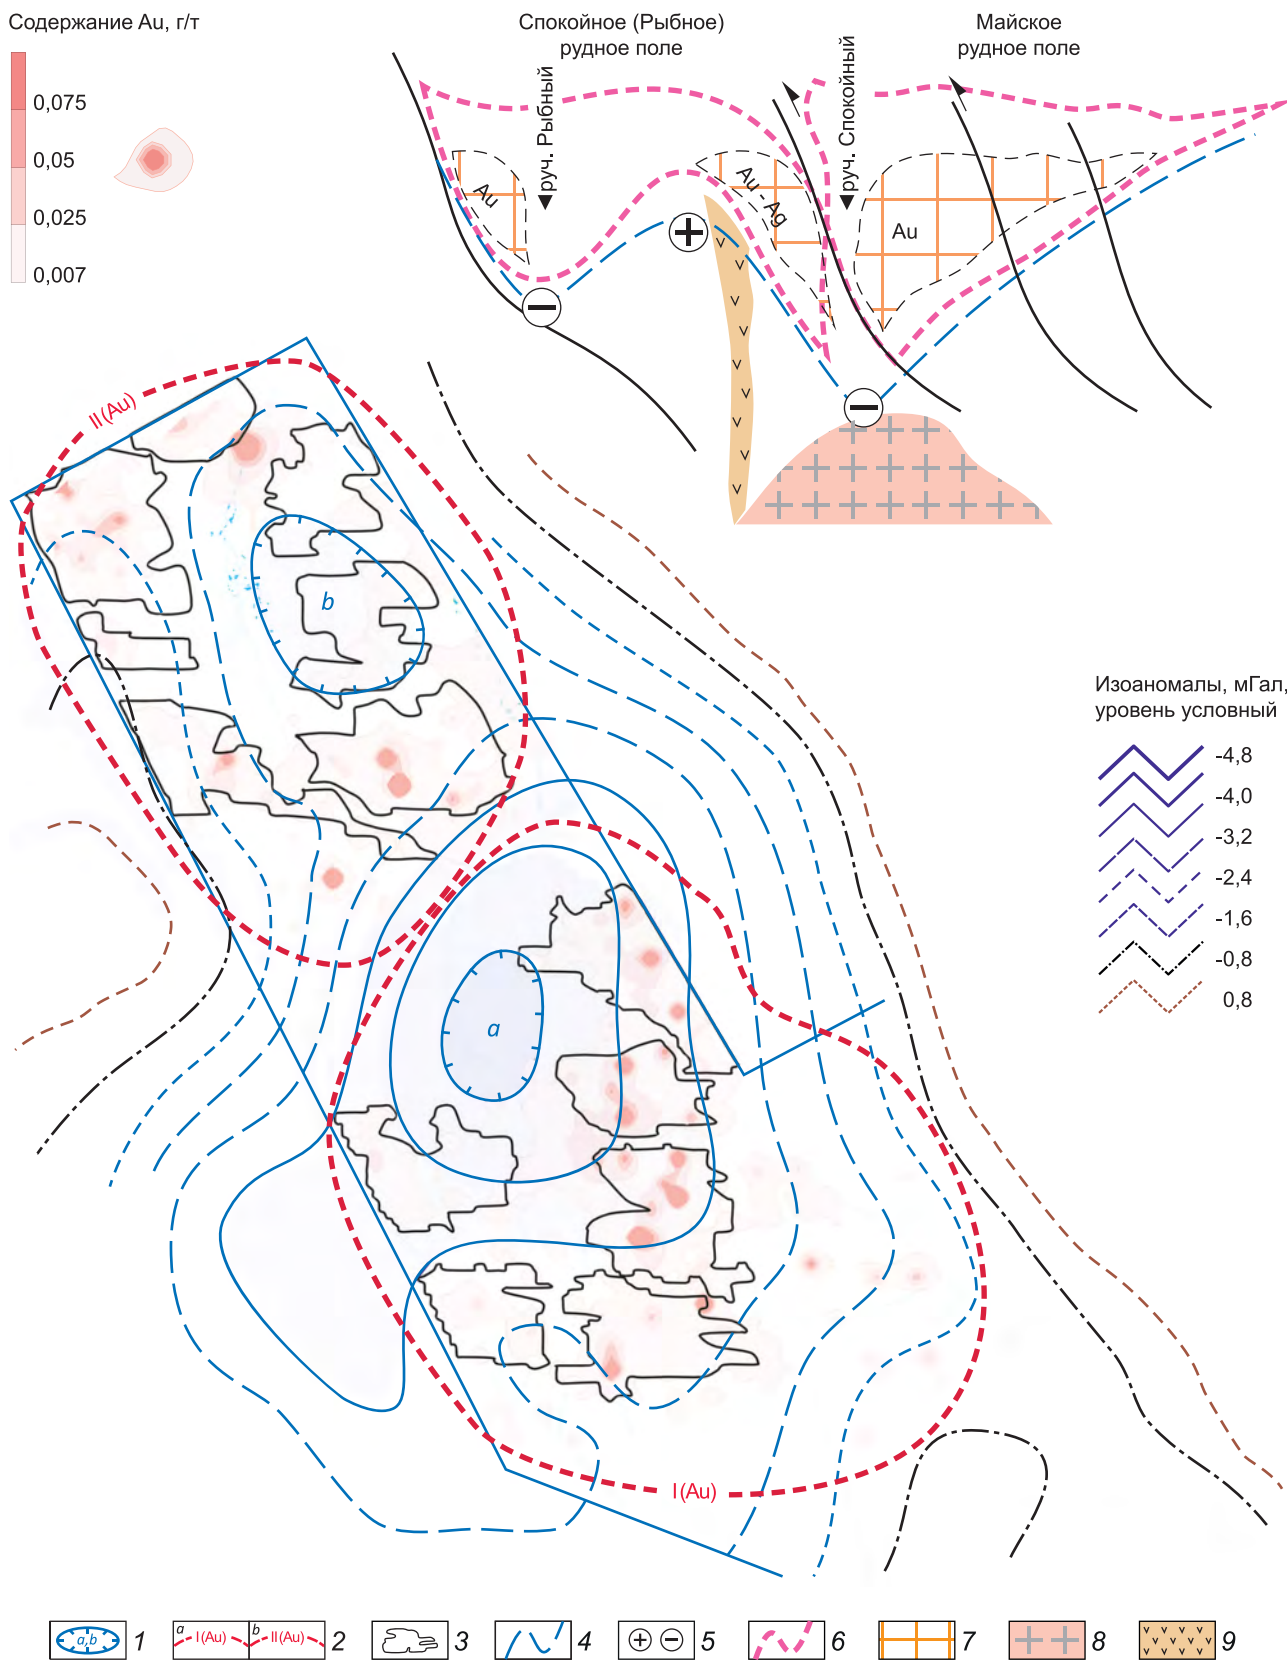 Содержание Au, г/т
0,075
0,05
0,025
0,007
Спокойное (Рыбное)
рудное поле
Майское
рудное поле
руч. Рыбный
руч. Спокойный
Au
Au - Ag
Au
II (Au)
b
a
I (Au)
Изоаномалы, мГал,
уровень условный
-4,8
-4,0
-3,2
-2,4
-1,6
-0,8
0,8
a,b 1
a I (Au) b II (Au) 2
3
4
5
6
7
8
9